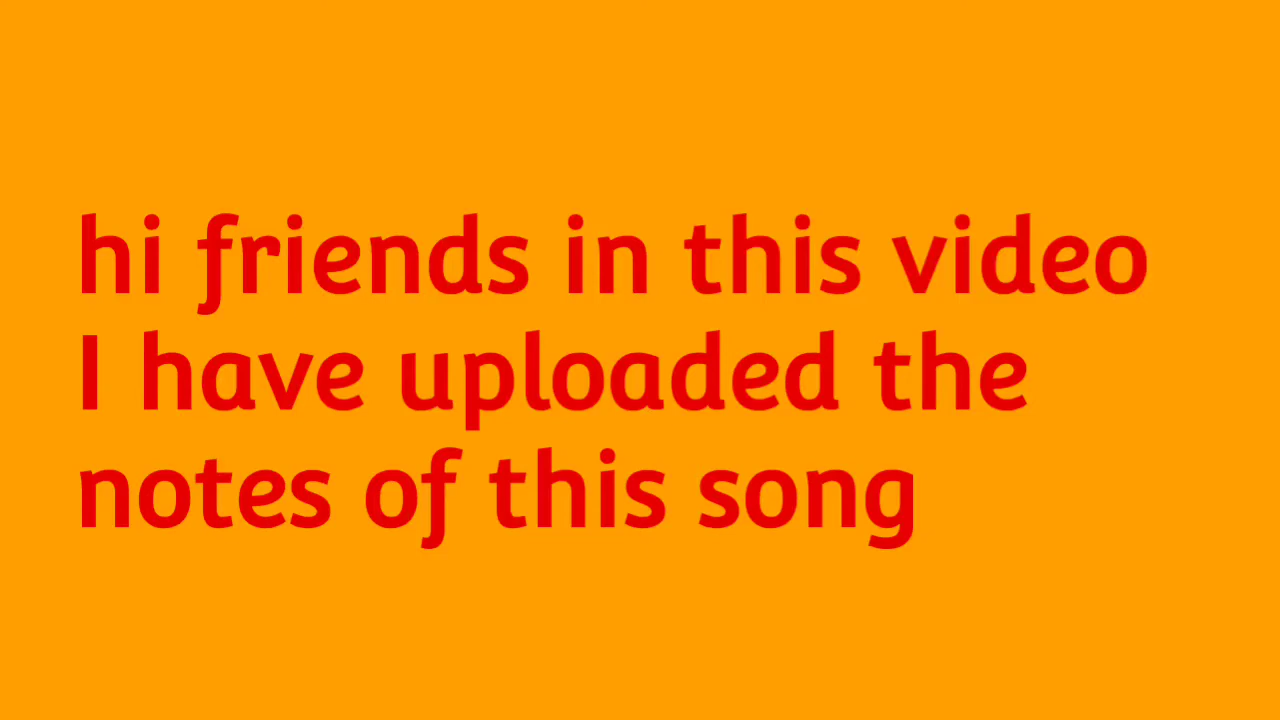 hi friends in this video
I have uploaded the
notes of this song